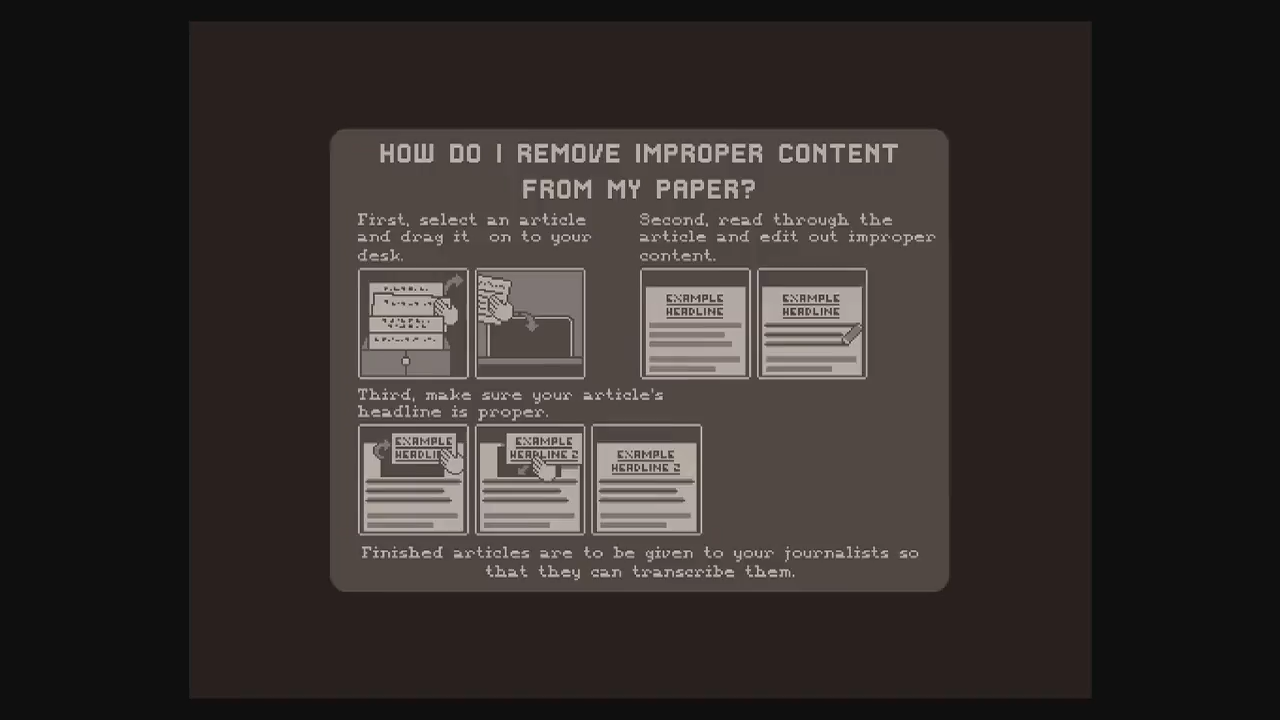 HOW DO I REMOVE IMPROPER CONTENT
FROM MY PAPER?
First, select an article
and drag it on to your
desk.
Second, read through the
article and edit out improper
content.
EXAMPLE
HEADLINE
EXAMPLE
HEADLINE
Third, make sure your article's
headline is proper.
EXAMPLE
HEADLINE
EXAMPLE
HEADLINE 2
EXAMPLE
HEADLINE 2
Finished articles are to be given to your journalists so
that they can transcribe them.